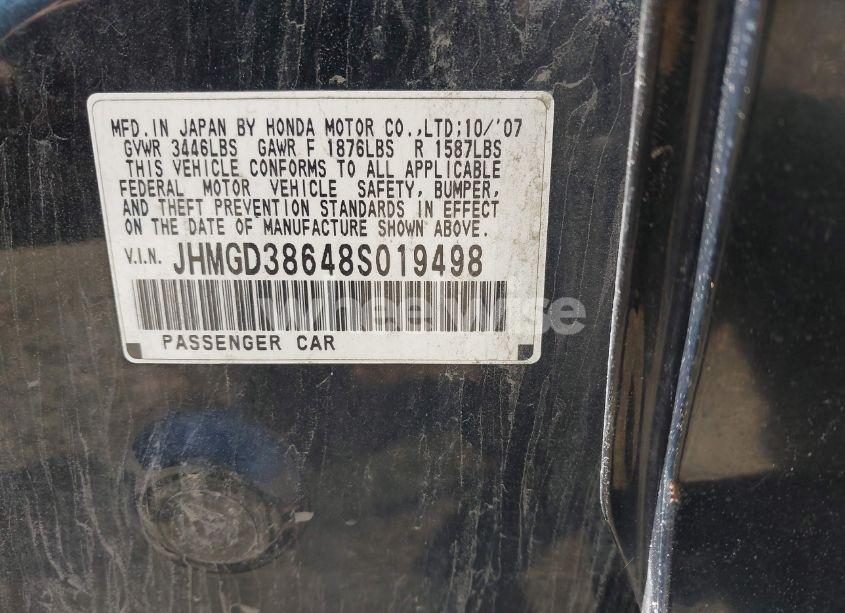 MFD. IN JAPAN BY HONDA MOTOR CO.,LTD; 10/'07
GVWR 3446LBS GAWR F 1876LBS R 1587LBS
THIS VEHICLE CONFORMS TO ALL APPLICABLE
FEDERAL MOTOR VEHICLE SAFETY, BUMPER,
AND THEFT PREVENTION STANDARDS IN EFFECT
ON THE DATE OF MANUFACTURE SHOWN ABOVE.
V.I.N. JHMGD38648S019498
wheelwise
PASSENGER CAR